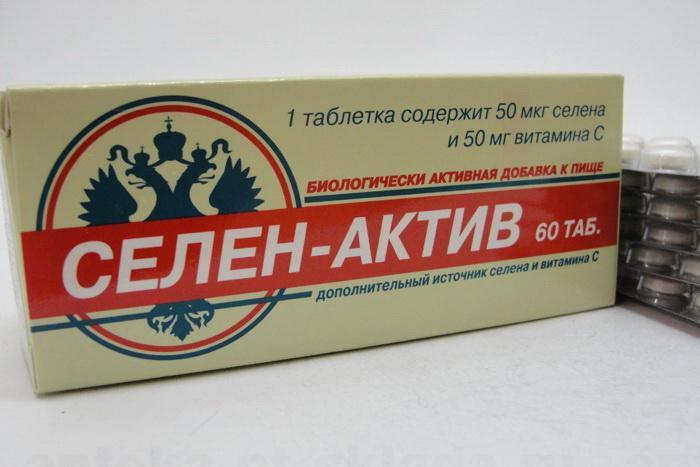 1 таблетка содержит 50 мкг селена
и 50 мг витамина С
БИОЛОГИЧЕСКИ АКТИВНАЯ ДОБАВКА К ПИЩЕ
СЕЛЕН-АКТИВ 60 ТАБ.
ДОПОЛНИТЕЛЬНЫЙ ИСТОЧНИК СЕЛЕНА И ВИТАМИНА С